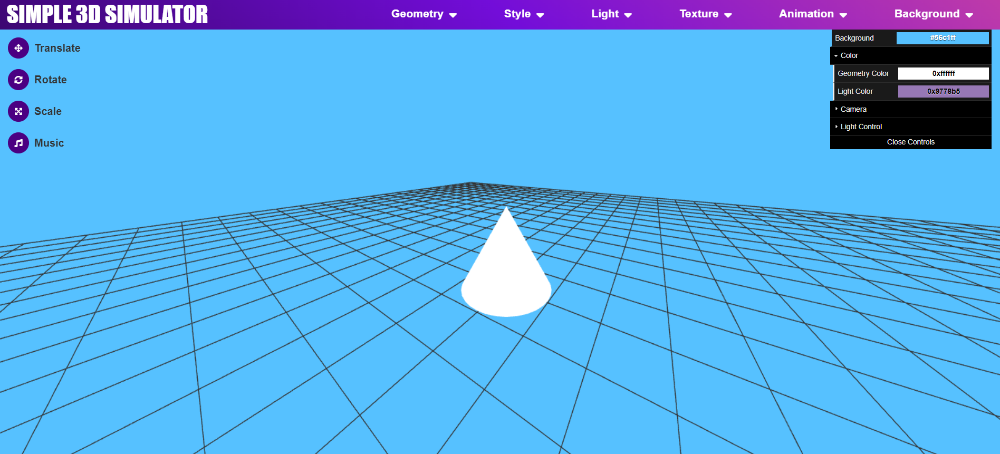 SIMPLE 3D SIMULATOR
Geometry
Style
Light
Texture
Animation
Background
Translate
Rotate
Scale
Music
Background #56c1ff
Color
Geometry Color 0xffffff
Light Color 0x9778b5
Camera
Light Control
Close Controls